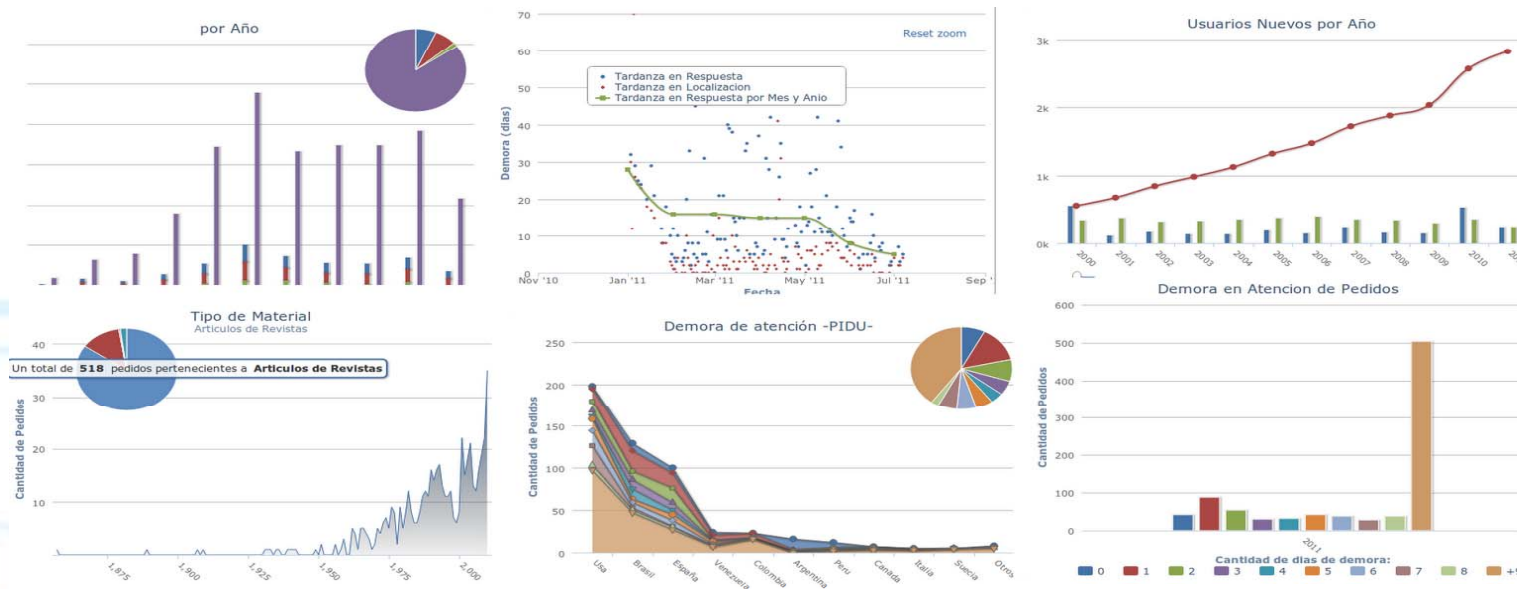 por Año
70
60
50
40
30
20
10
0
Demora (dias)
Reset zoom
Tardanza en Respuesta
Tardanza en Localizacion
Tardanza en Respuesta por Mes y Anio
Nov '10
Jan '11
Mar '11
May '11
Jul '11
Sep '
Fecha
Usuarios Nuevos por Año
3k
2k
1k
0k
2000
2001
2002
2003
2004
2005
2006
2007
2008
2009
2010
Tipo de Material
Articulos de Revistas
Un total de 518 pedidos pertenecientes a Articulos de Revistas
Cantidad de Pedidos
40
30
20
10
1,875
1,900
1,925
1,950
1,975
2,000
Demora de atención -PIDU-
Cantidad de Pedidos
250
200
150
100
50
0
Usa
Brasil
España
Venezuela
Colombia
Argentina
Peru
Canada
Italia
Suecia
Otros
Demora en Atencion de Pedidos
Cantidad de Pedidos
600
500
400
300
200
100
0
2011
Cantidad de dias de demora:
0 1 2 3 4 5 6 7 8 +9